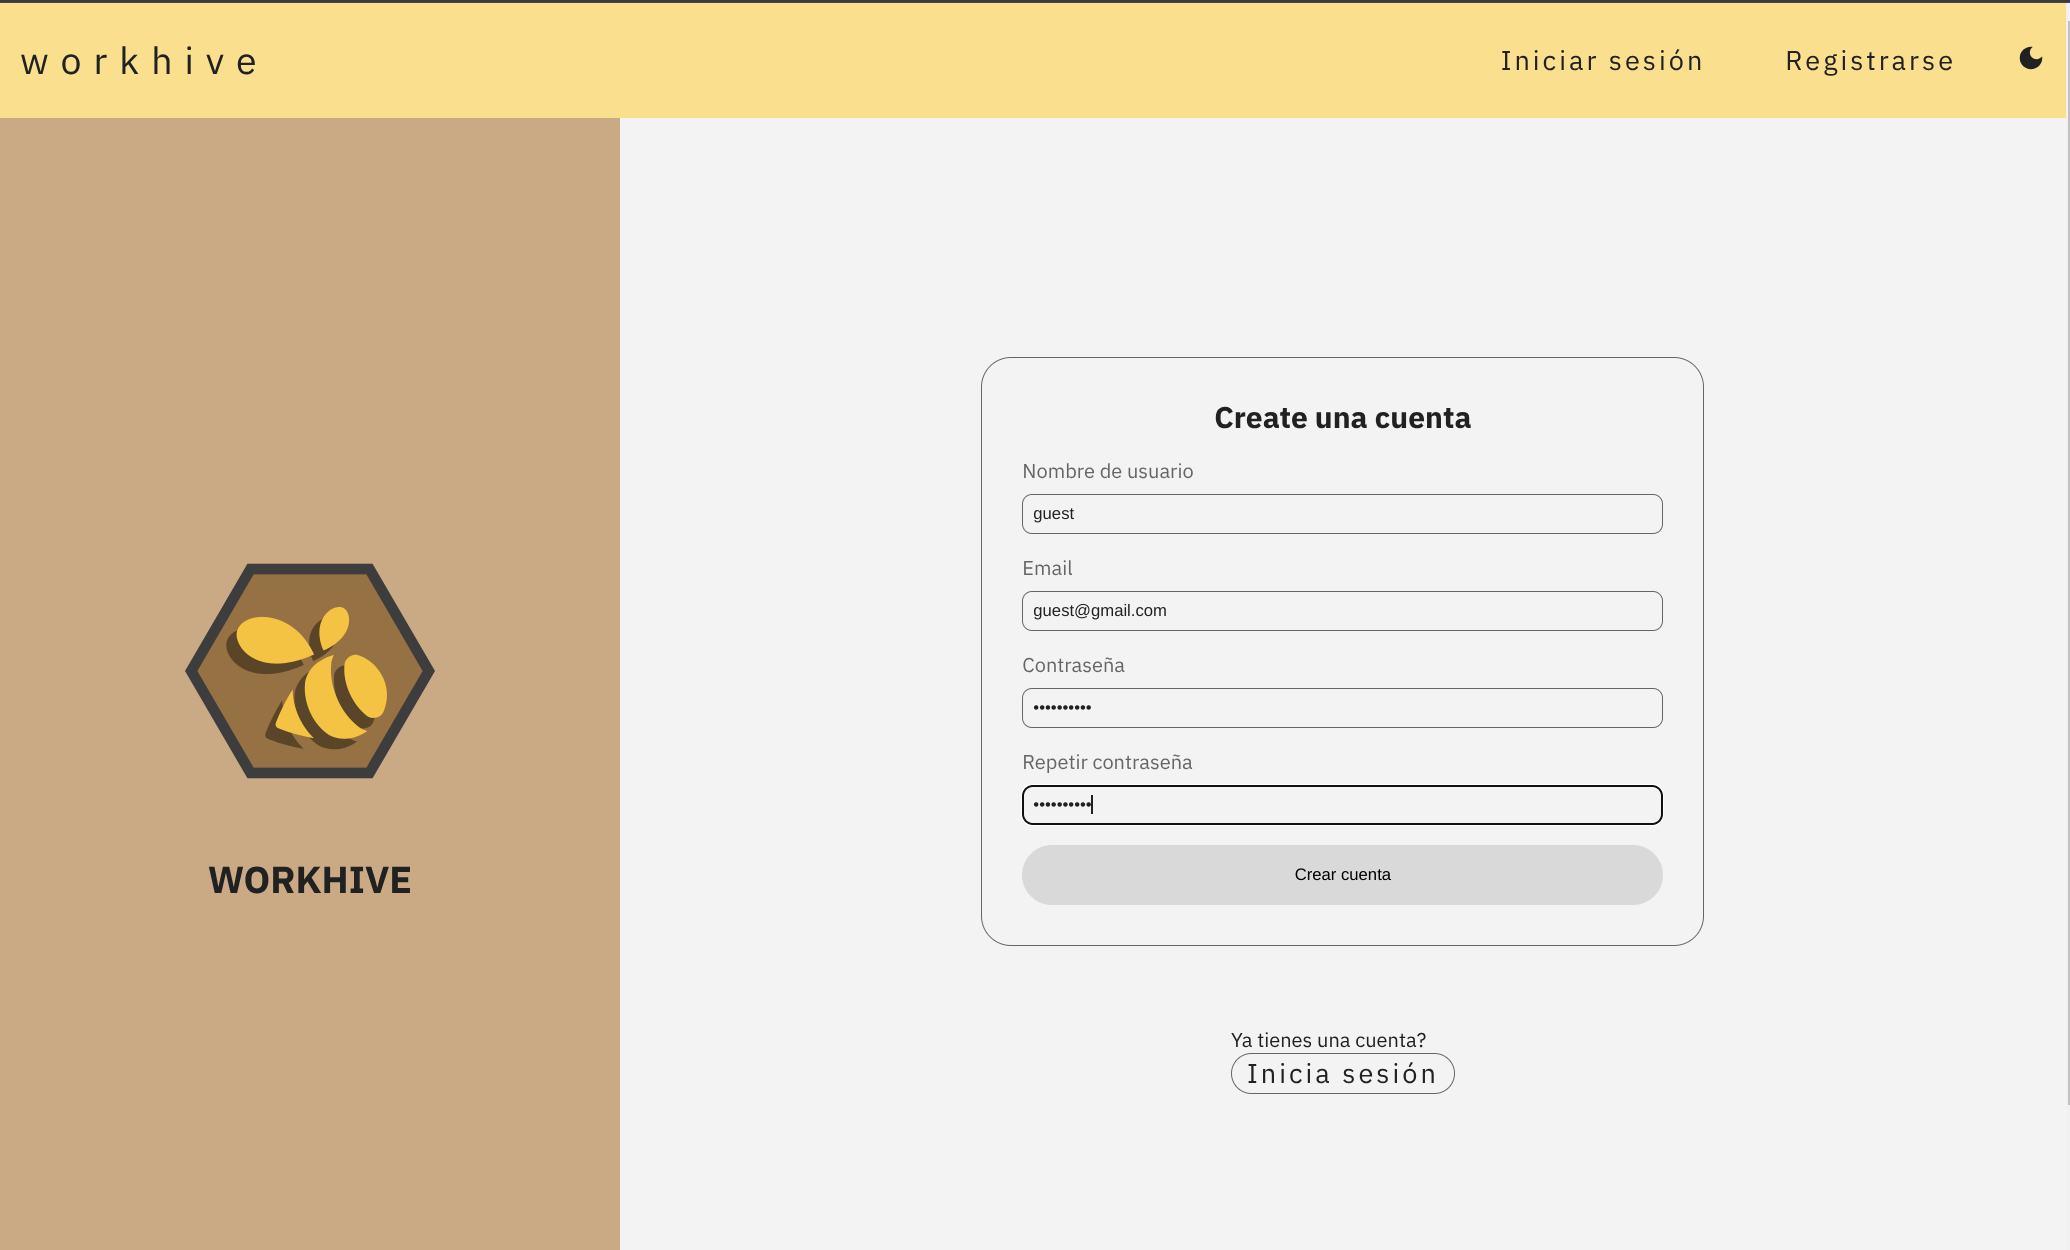 workhive
Iniciar sesión
Registrarse
WORKHIVE
Create una cuenta
Nombre de usuario
guest
Email
guest@gmail.com
Contraseña
••••••••••
Repetir contraseña
••••••••••
Crear cuenta
Ya tienes una cuenta?
Inicia sesión